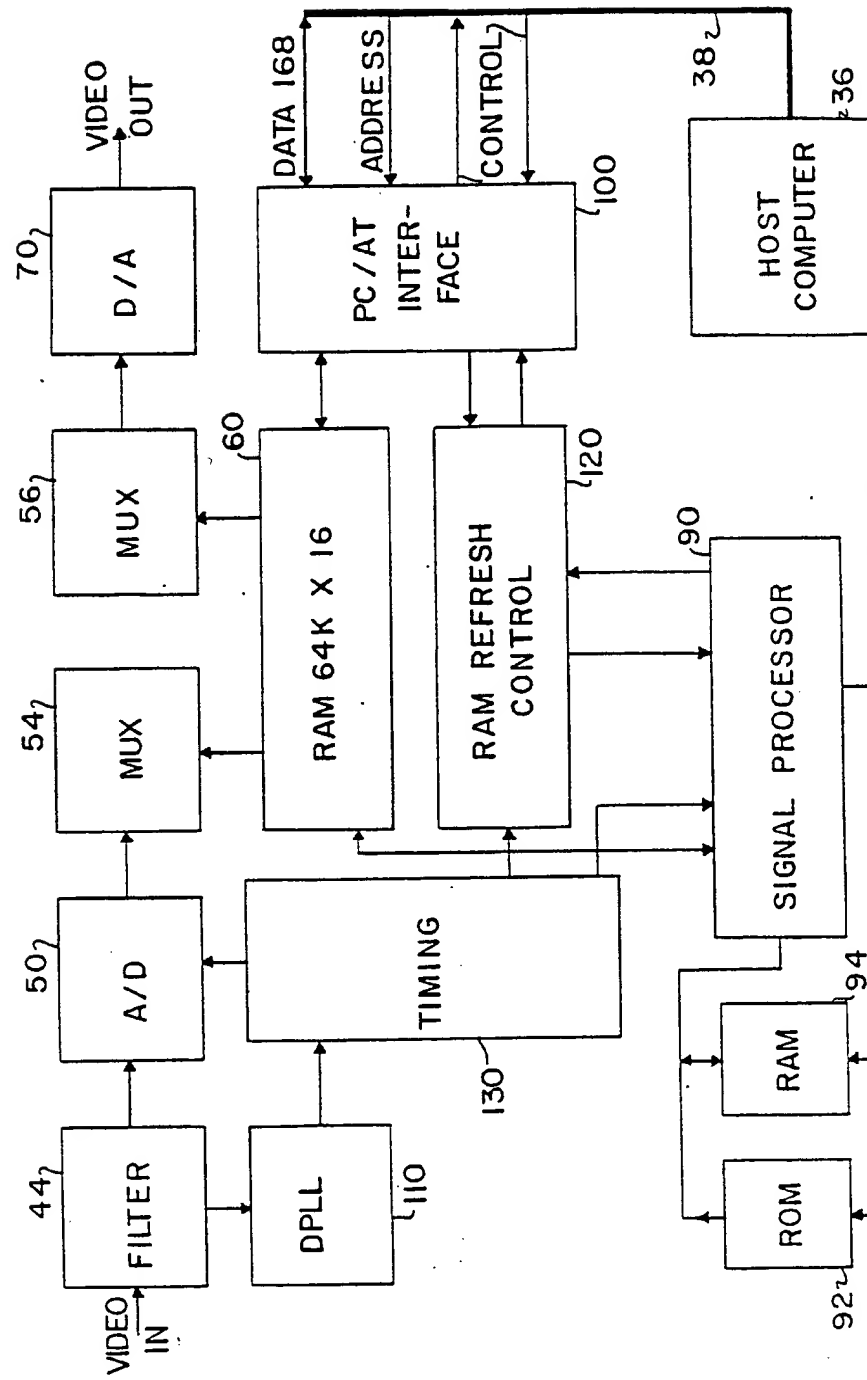 VIDEO
IN
44
FILTER
50
A/D
54
MUX
56
MUX
70
D/A
VIDEO
OUT
DPLL
110
TIMING
130
60
RAM 64K X 16
PC/AT
INTER-
FACE
100
DATA 168
ADDRESS
CONTROL
RAM REFRESH
CONTROL
120
38
90
SIGNAL PROCESSOR
HOST
COMPUTER
36
ROM
92
RAM
94